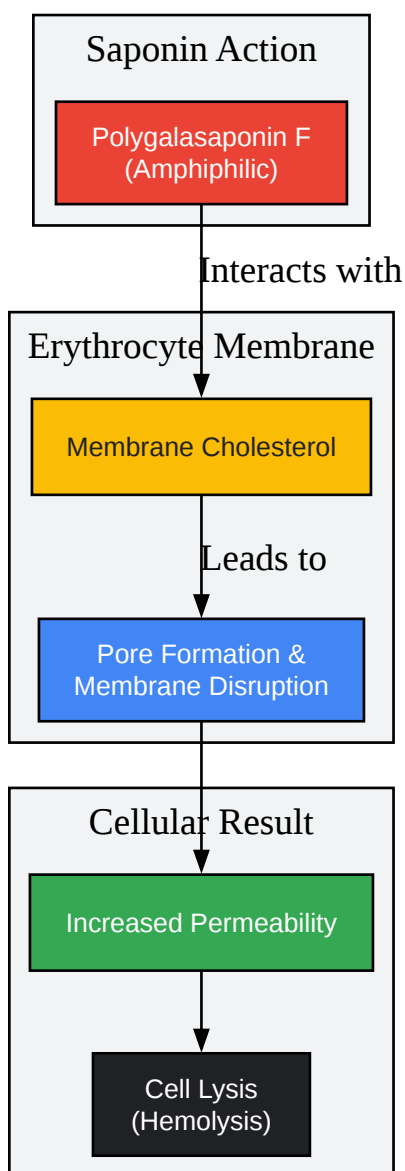 Saponin Action
Polygalasaponin F
(Amphiphilic)
Interacts with
Erythrocyte Membrane
Membrane Cholesterol
Leads to
Pore Formation &
Membrane Disruption
Cellular Result
Increased Permeability
Cell Lysis
(Hemolysis)